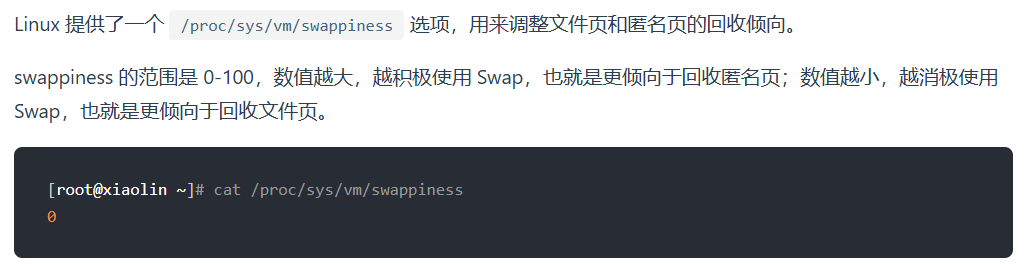 Linux 提供了一个 /proc/sys/vm/swappiness 选项，用来调整文件页和匿名页的回收倾向。
swappiness 的范围是 0-100，数值越大，越积极使用 Swap，也就是更倾向于回收匿名页；数值越小，越消极使用
Swap，也就是更倾向于回收文件页。
[root@xiaolin ~]# cat /proc/sys/vm/swappiness
0